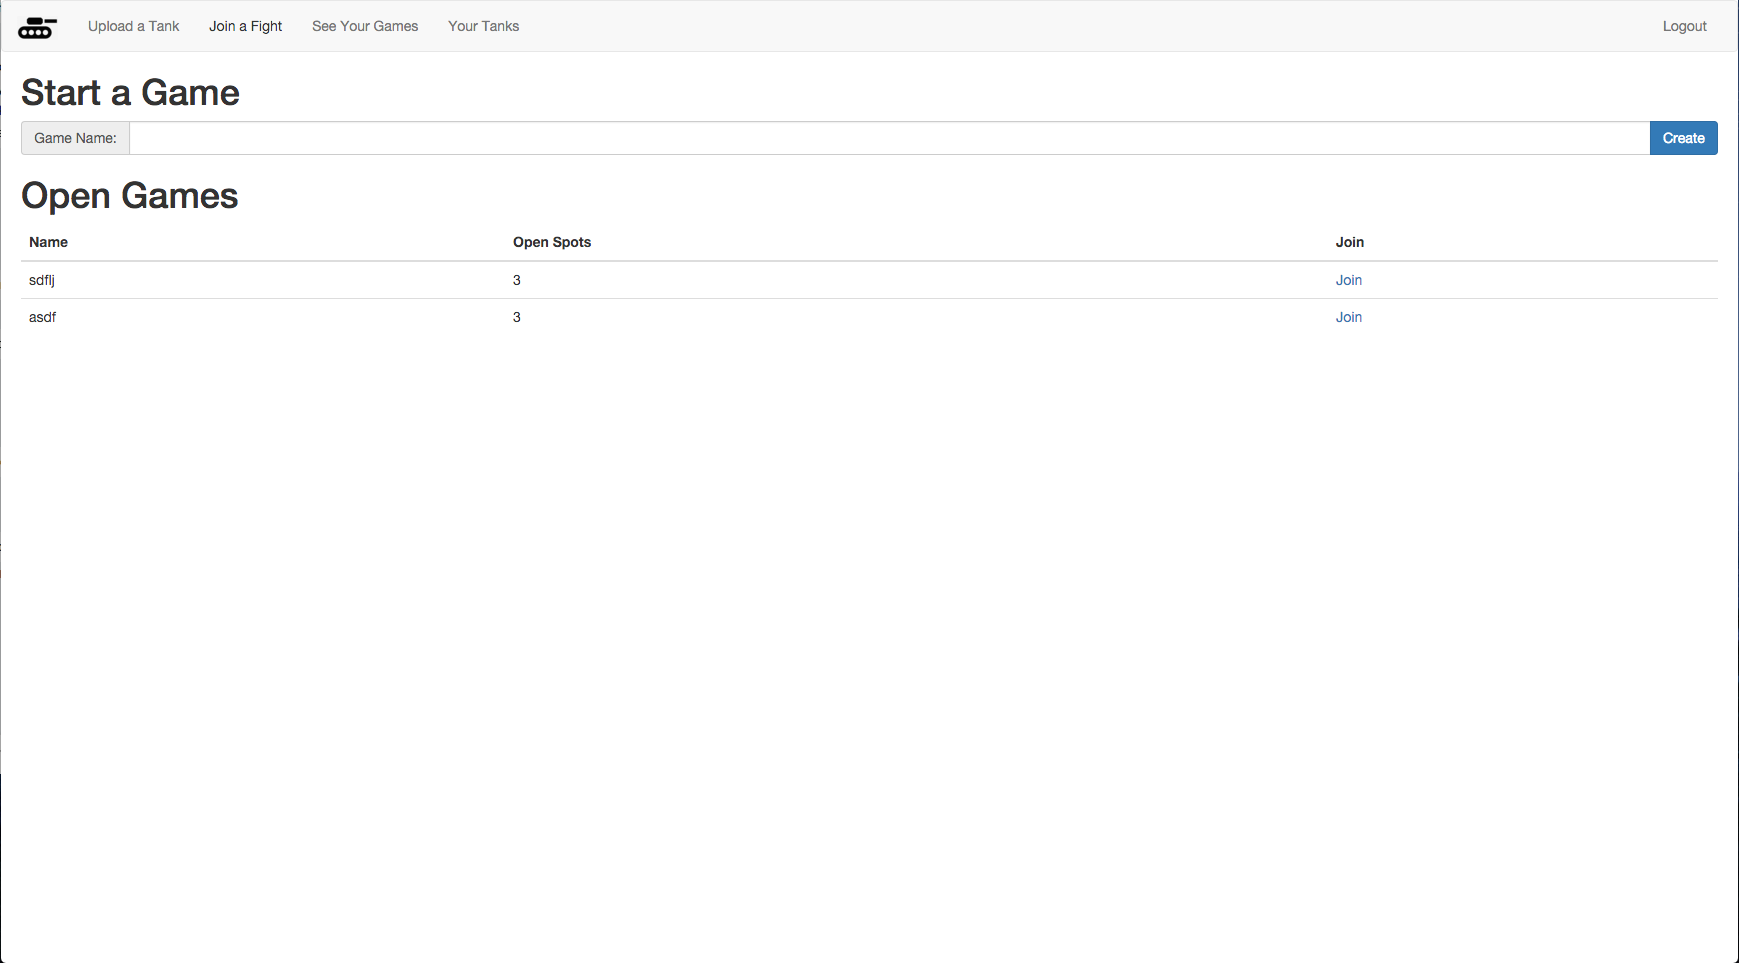 Upload a Tank Join a Fight See Your Games Your Tanks Logout
Start a Game
Game Name: Create
Open Games
Name Open Spots Join
sdflj 3 Join
asdf 3 Join